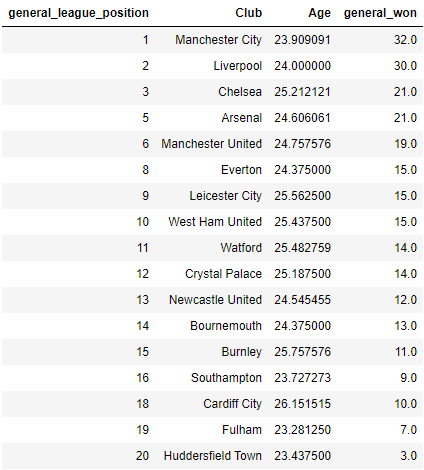 general_league_position Club Age general_won
1 Manchester City 23.909091 32.0
2 Liverpool 24.000000 30.0
3 Chelsea 25.212121 21.0
5 Arsenal 24.606061 21.0
6 Manchester United 24.757576 19.0
8 Everton 24.375000 15.0
9 Leicester City 25.562500 15.0
10 West Ham United 25.437500 15.0
11 Watford 25.482759 14.0
12 Crystal Palace 25.187500 14.0
13 Newcastle United 24.545455 12.0
14 Bournemouth 24.375000 13.0
15 Burnley 25.757576 11.0
16 Southampton 23.727273 9.0
18 Cardiff City 26.151515 10.0
19 Fulham 23.281250 7.0
20 Huddersfield Town 23.437500 3.0